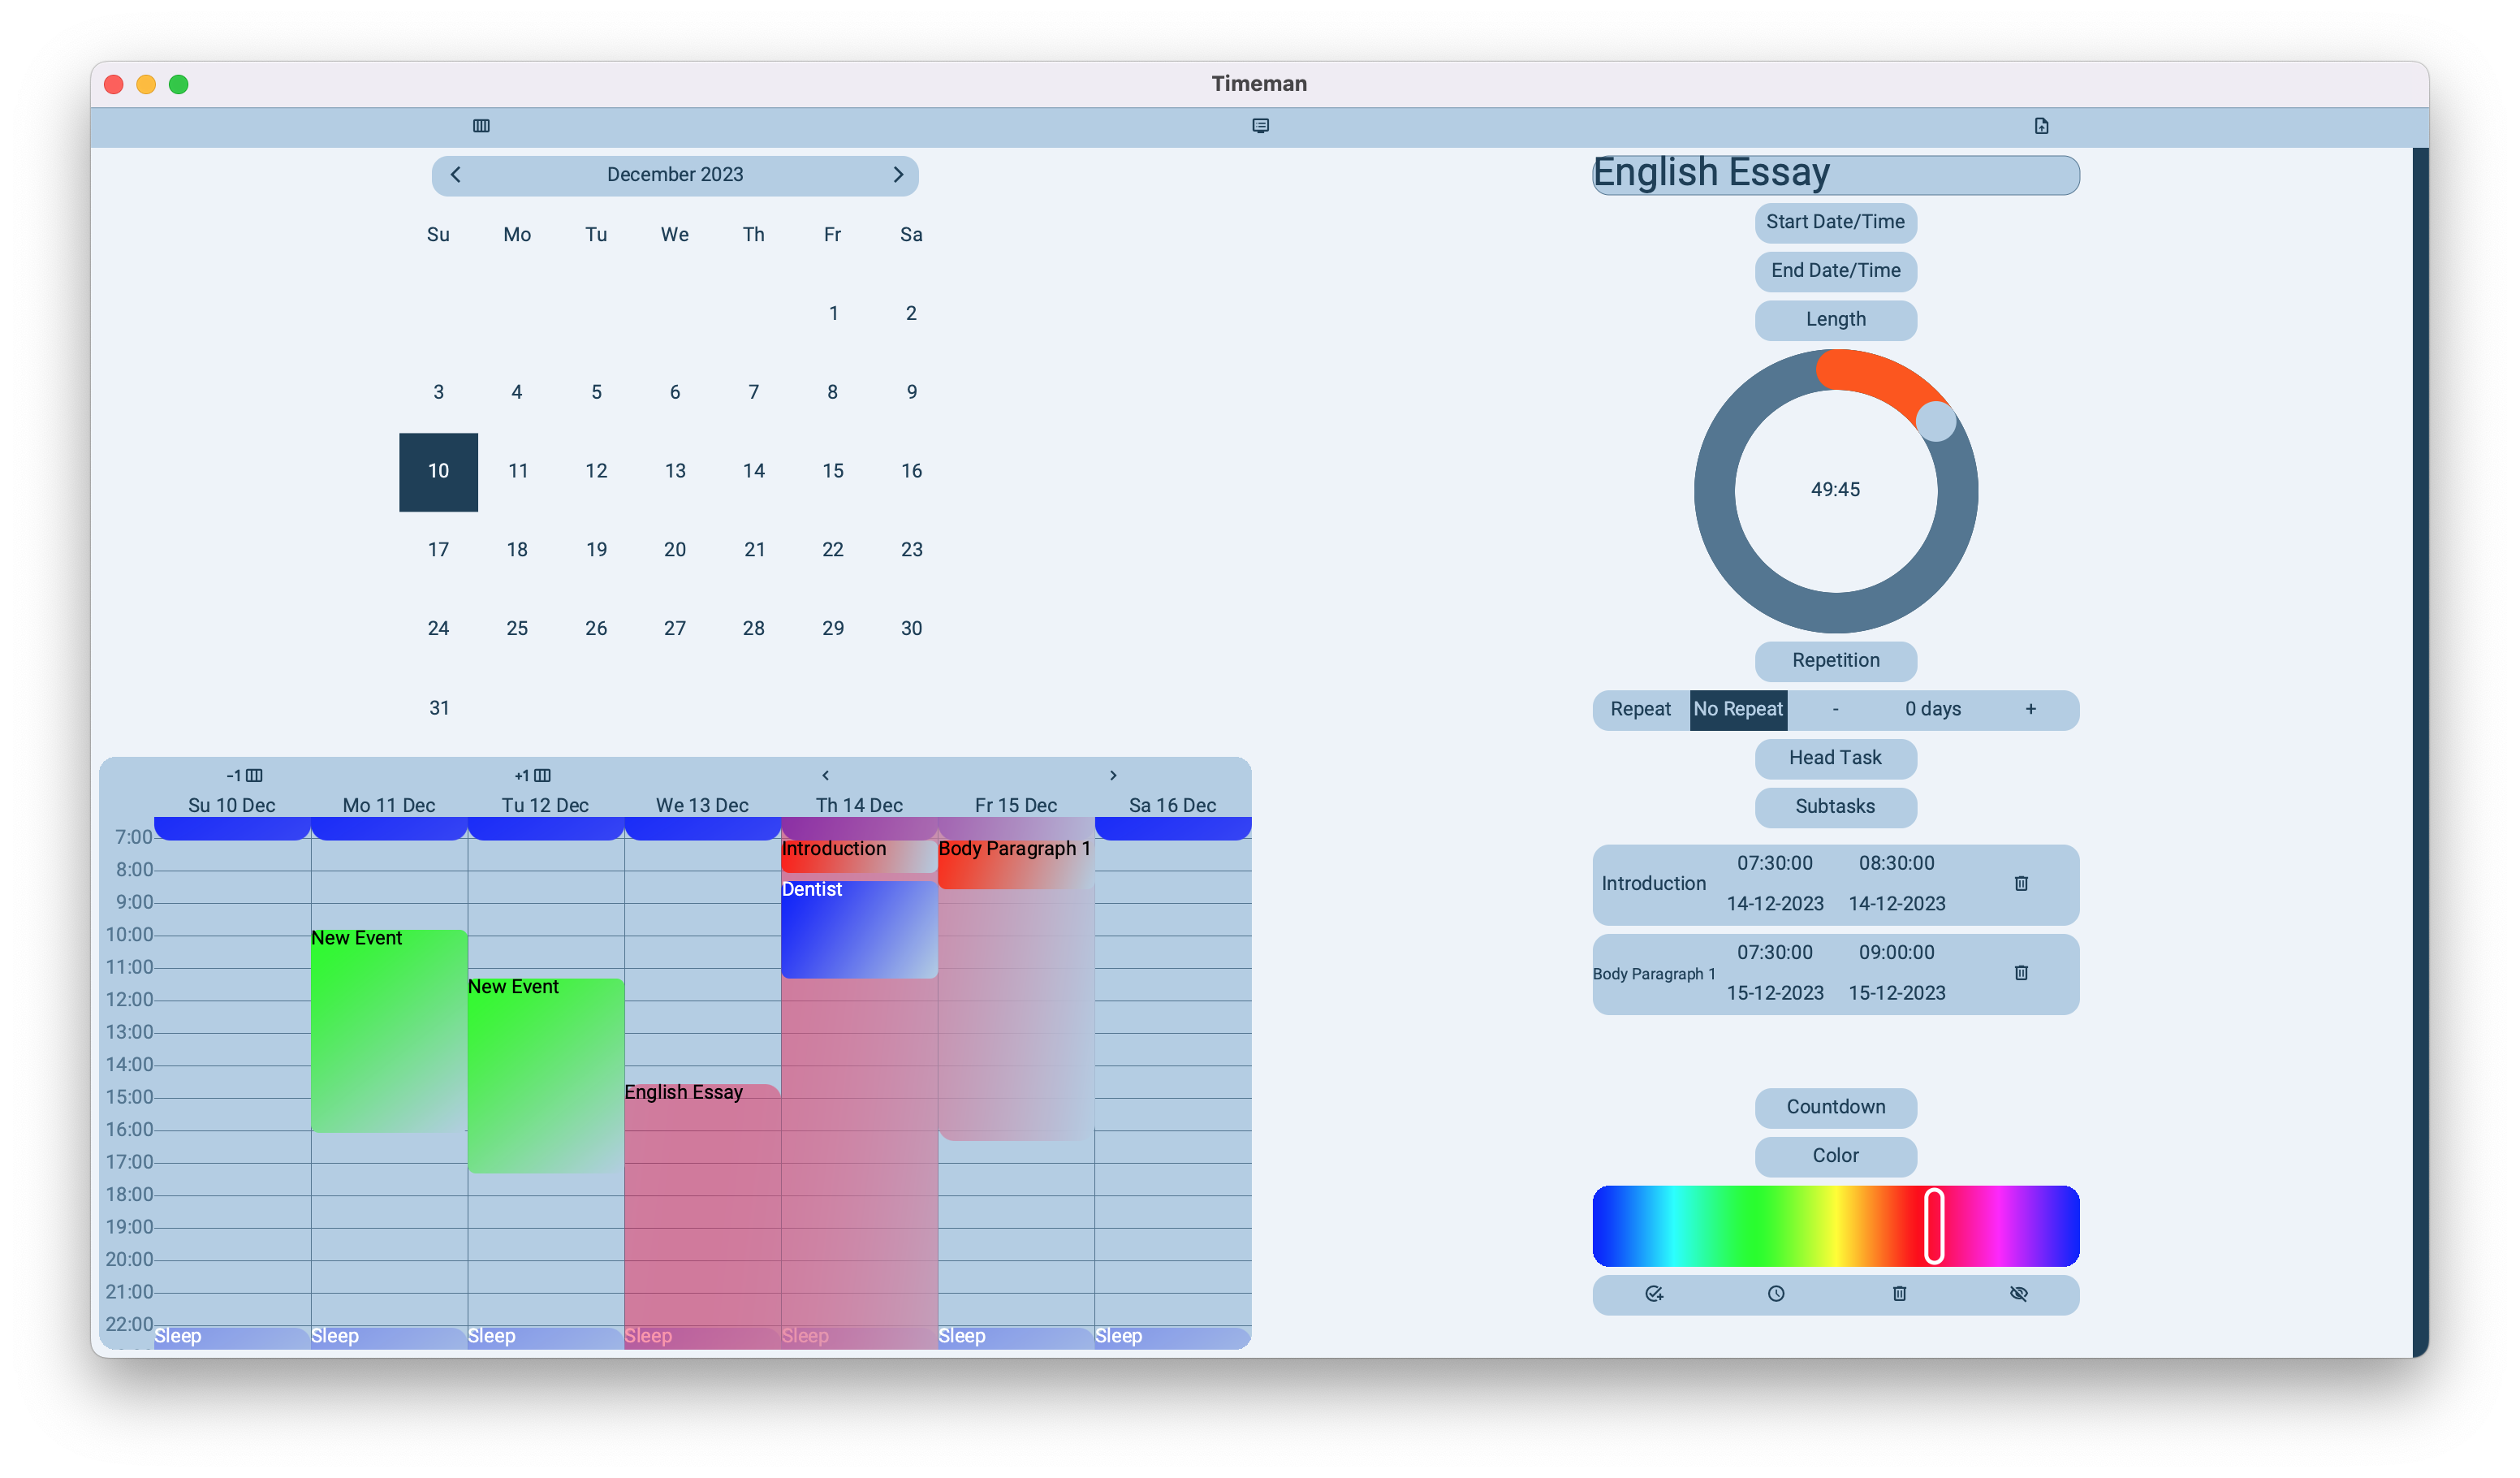 Timeman
December 2023
Su Mo Tu We Th Fr Sa
1 2
3 4 5 6 7 8 9
10 11 12 13 14 15 16
17 18 19 20 21 22 23
24 25 26 27 28 29 30
31
-1 +1 < >
Su 10 Dec Mo 11 Dec Tu 12 Dec We 13 Dec Th 14 Dec Fr 15 Dec Sa 16 Dec
7:00
Introduction Body Paragraph 1
8:00
Dentist
9:00
10:00
New Event
11:00
New Event
12:00
13:00
14:00
15:00
English Essay
16:00
17:00
18:00
19:00
20:00
21:00
22:00
Sleep Sleep Sleep Sleep Sleep Sleep Sleep
English Essay
Start Date/Time
End Date/Time
Length
49:45
Repetition
Repeat No Repeat - 0 days +
Head Task
Subtasks
Introduction 07:30:00 08:30:00
14-12-2023 14-12-2023
Body Paragraph 1 07:30:00 09:00:00
15-12-2023 15-12-2023
Countdown
Color